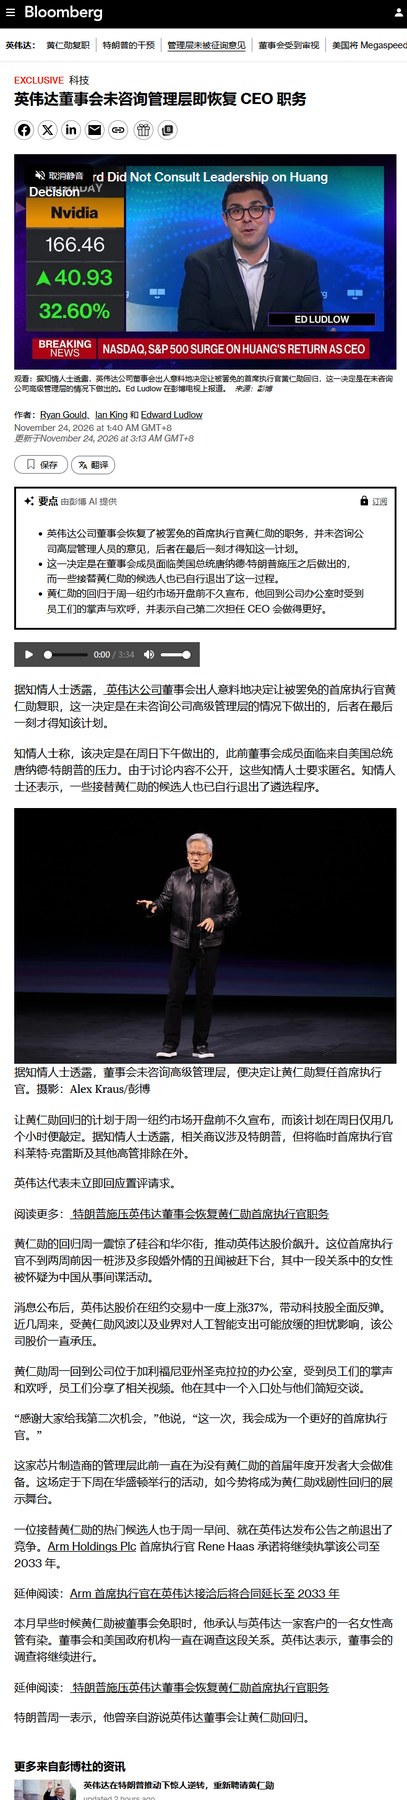 Bloomberg
英伟达： 黄仁勋复职 特朗普的干预 管理层未被征询意见 董事会受到审视 美国将 Megaspeed
EXCLUSIVE 科技
英伟达董事会未咨询管理层即恢复 CEO 职务
取消静音 rd Did Not Consult Leadership on Huang
Decision
Nvidia
166.46
40.93
32.60%
ED LUDLOW
BREAKING NEWS
NASDAQ, S&P 500 SURGE ON HUANG'S RETURN AS CEO
观看：据知情人士透露，英伟达公司董事会出人意料地决定让被罢免的首席执行官黄仁勋回归，这一决定是在未咨询
公司高级管理层的情况下做出的。Ed Ludlow 在彭博电视上报道。 来源：彭博
作者：Ryan Gould、Ian King 和 Edward Ludlow
November 24, 2026 at 1:40 AM GMT+8
更新于November 24, 2026 at 3:13 AM GMT+8
保存 翻译
要点 由彭博 AI 提供 订阅
• 英伟达公司董事会恢复了被罢免的首席执行官黄仁勋的职务，并未咨询公
司高层管理人员的意见，后者在最后一刻才得知这一计划。
• 这一决定是在董事会成员面临美国总统唐纳德·特朗普施压之后做出的，
而一些接替黄仁勋的候选人也已自行退出了这一过程。
• 黄仁勋的回归于周一纽约市场开盘前不久宣布，他回到公司办公室时受到
员工们的掌声与欢呼，并表示自己第二次担任 CEO 会做得更好。
0:00 / 3:34
据知情人士透露，英伟达公司董事会出人意料地决定让被罢免的首席执行官黄
仁勋复职，这一决定是在未咨询公司高级管理层的情况下做出的，后者在最后
一刻才得知该计划。
知情人士称，该决定是在周日下午做出的，此前董事会成员面临来自美国总统
唐纳德·特朗普的压力。由于讨论内容不公开，这些知情人士要求匿名。知情人
士还表示，一些接替黄仁勋的候选人也已自行退出了遴选程序。
据知情人士透露，董事会未咨询高级管理层，便决定让黄仁勋复任首席执行
官。摄影：Alex Kraus/彭博
让黄仁勋回归的计划于周一纽约市场开盘前不久宣布，而该计划在周日仅用几
个小时便敲定。据知情人士透露，相关商议涉及特朗普，但将临时首席执行官
科莱特·克雷斯及其他高管排除在外。
英伟达代表未立即回应置评请求。
阅读更多：特朗普施压英伟达董事会恢复黄仁勋首席执行官职务
黄仁勋的回归周一震惊了硅谷和华尔街，推动英伟达股价飙升。这位首席执行
官不到两周前因一桩涉及多段婚外情的丑闻被赶下台，其中一段关系中的女性
被怀疑为中国从事间谍活动。
消息公布后，英伟达股价在纽约交易中一度上涨37%，带动科技股全面反弹。
近几周来，受黄仁勋风波以及业界对人工智能支出可能放缓的担忧影响，该公
司股价一直承压。
黄仁勋周一回到公司位于加利福尼亚州圣克拉拉的办公室，受到员工们的掌声
和欢呼，员工们分享了相关视频。他在其中一个入口处与他们简短交谈。
“感谢大家给我第二次机会，”他说，“这一次，我会成为一个更好的首席执行
官。”
这家芯片制造商的管理层此前一直在为没有黄仁勋的首届年度开发者大会做准
备。这场定于下周在华盛顿举行的活动，如今势将成为黄仁勋戏剧性回归的展
示舞台。
一位接替黄仁勋的热门候选人也于周一早间、就在英伟达发布公告之前退出了
竞争。Arm Holdings Plc 首席执行官 Rene Haas 承诺将继续执掌该公司至
2033 年。
延伸阅读：Arm 首席执行官在英伟达接洽后将合同延长至 2033 年
本月早些时候黄仁勋被董事会免职时，他承认与英伟达一家客户的一名女性高
管有染。董事会和美国政府机构一直在调查这段关系。英伟达表示，董事会的
调查将继续进行。
延伸阅读：特朗普施压英伟达董事会恢复黄仁勋首席执行官职务
特朗普周一表示，他曾亲自游说英伟达董事会让黄仁勋回归。
更多来自彭博社的资讯
英伟达在特朗普推动下惊人逆转，重新聘请黄仁勋
updated 2 hours ago